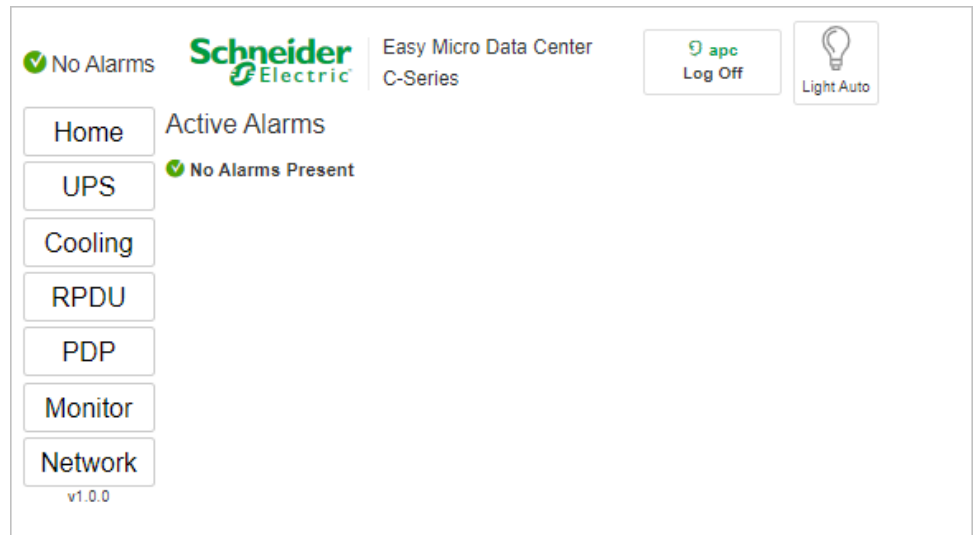 No Alarms
Schneider
Electric
Easy Micro Data Center
C-Series
apc
Log Off
Light Auto
Home
UPS
Cooling
RPDU
PDP
Monitor
Network
v1.0.0
Active Alarms
No Alarms Present